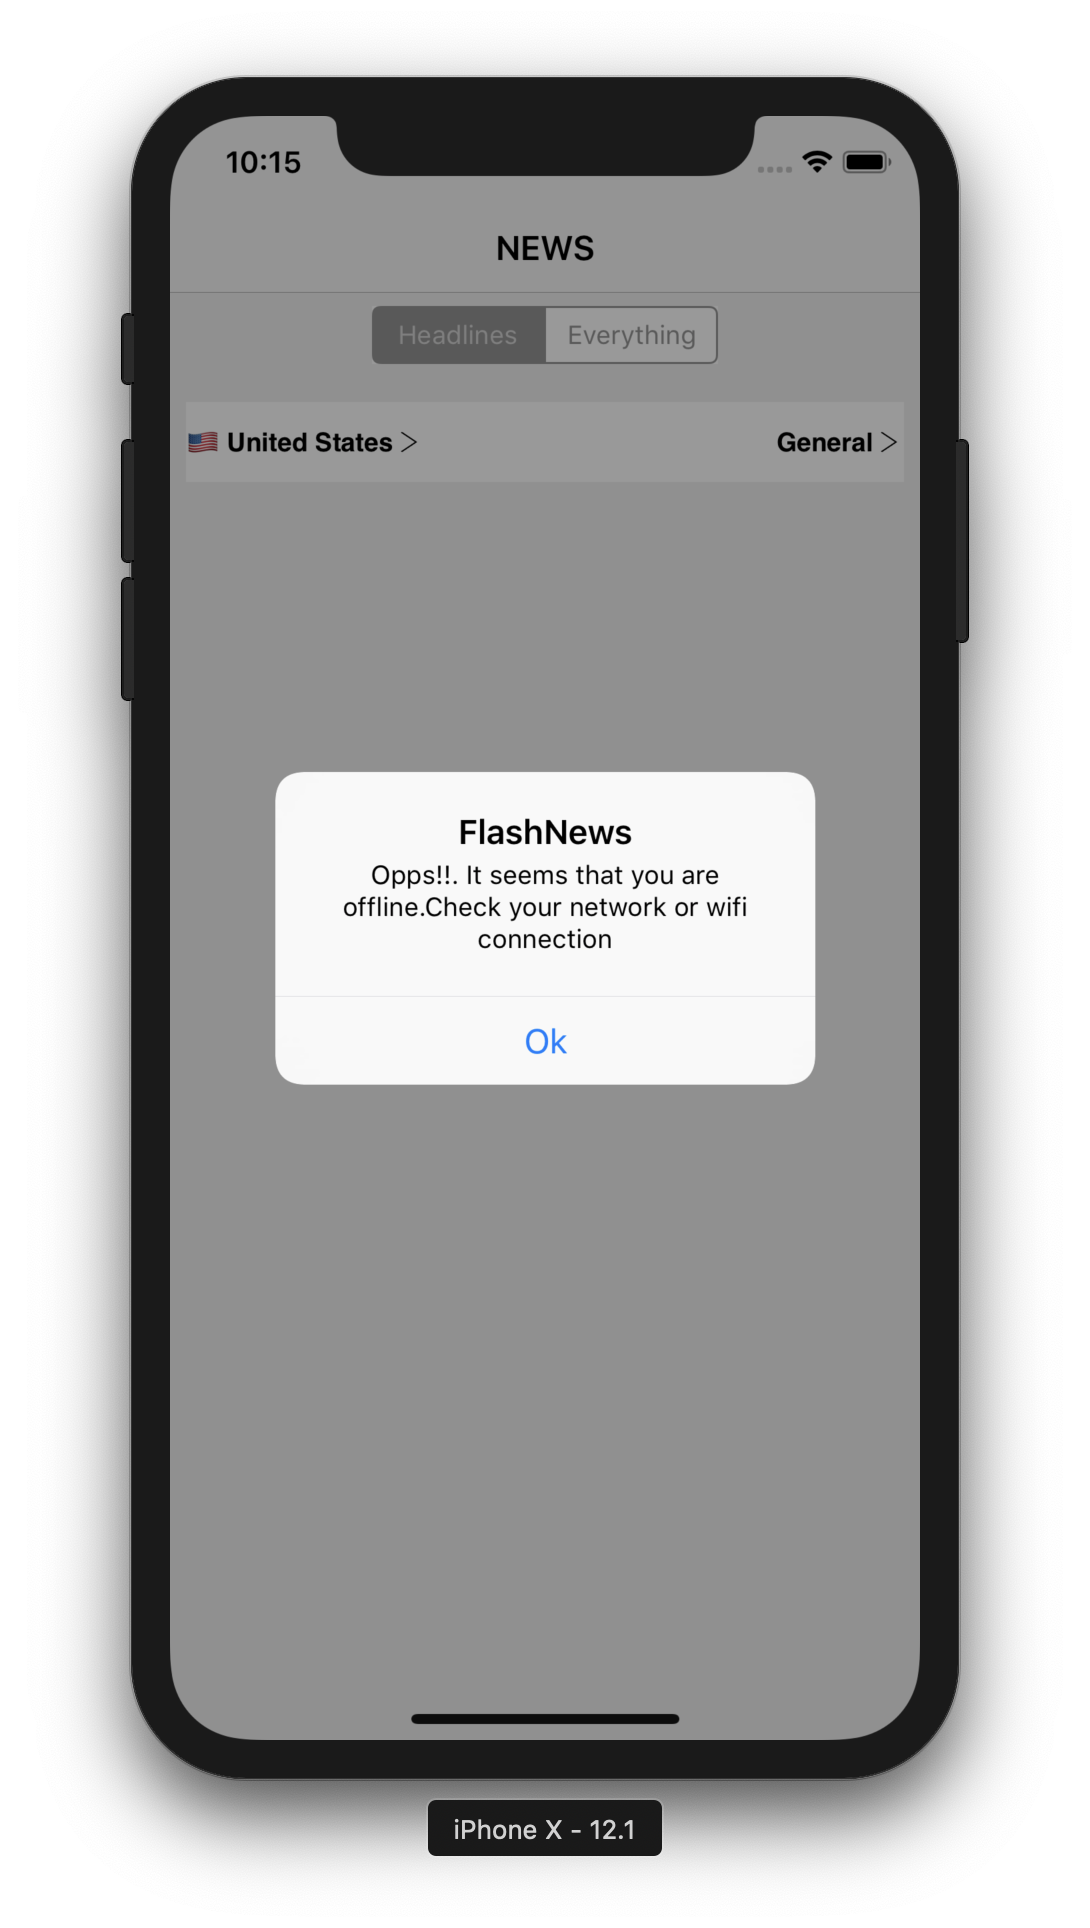 10:15
NEWS
Headlines Everything
🇺🇸 United States > General >
FlashNews
Opps!!. It seems that you are
offline.Check your network or wifi
connection
Ok
iPhone X - 12.1